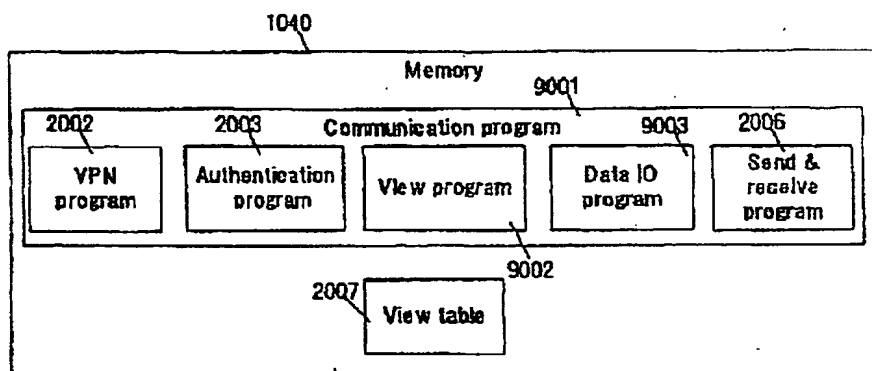 1040
Memory
9001
2002 2003 Communication program 9003 2006
VPN program
Authentication program
View program
Data IO program
Send & receive program
9002
2007
View table